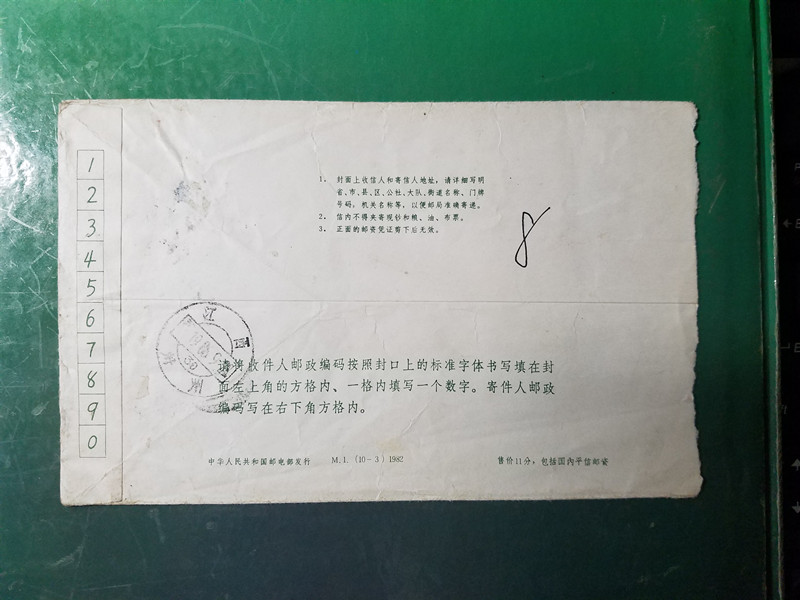 1
2
3
4
5
6
7
8
9
0
1. 封面上收信人和寄信人地址,请详细写明
省、市、县、区、公社、大队、街道名称、门牌
号码,机关名称等,以便邮局准确寄递。
2. 信内不得夹寄现钞和粮、油、布票。
3. 正面的邮资凭证剪下后无效。
8
江
请将收件人邮政编码按照封口上的标准字体书写填在封
面左上角的方格内、一格内填写一个数字。寄件人邮政
编码写在右下角方格内。
中华人民共和国邮电部发行 M.1.(10-3)1982
售价11分,包括国内平信邮资